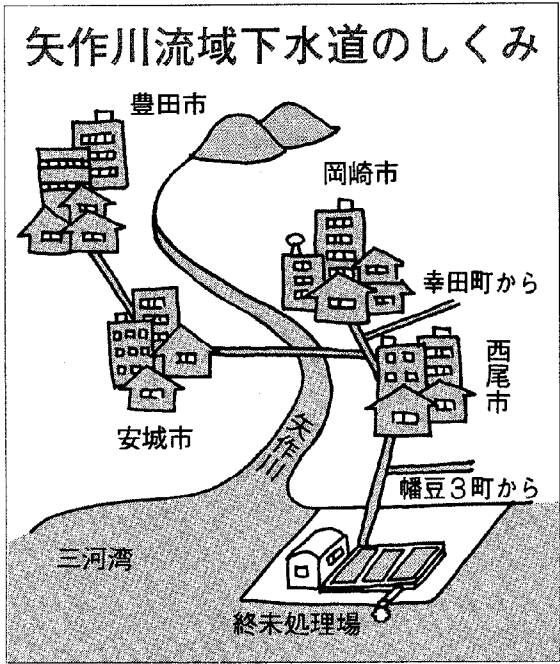 矢作川流域下水道のしくみ
豊田市
岡崎市
幸田町から
西尾市
安城市
矢作川
幡豆３町から
三河湾
終末処理場